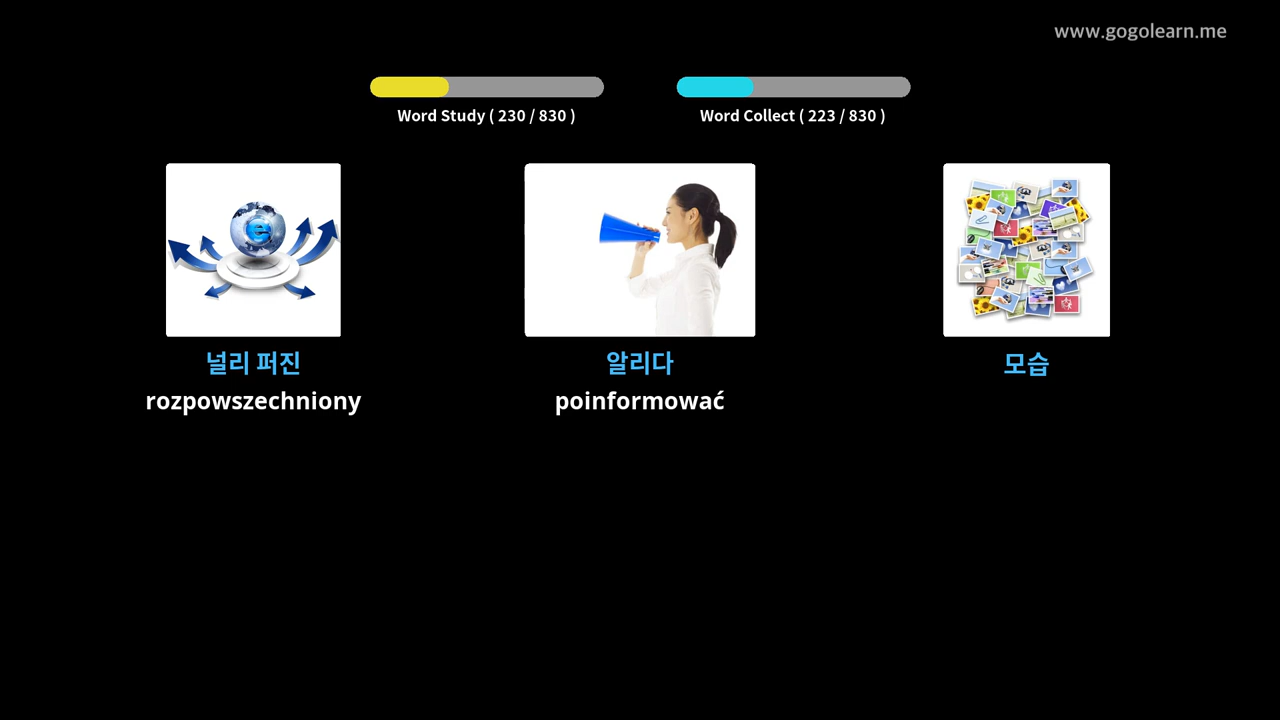 www.gogolearn.me
Word Study ( 230 / 830 )
Word Collect ( 223 / 830 )
e
널리 퍼진
rozpowszechniony
알리다
poinformować
모습